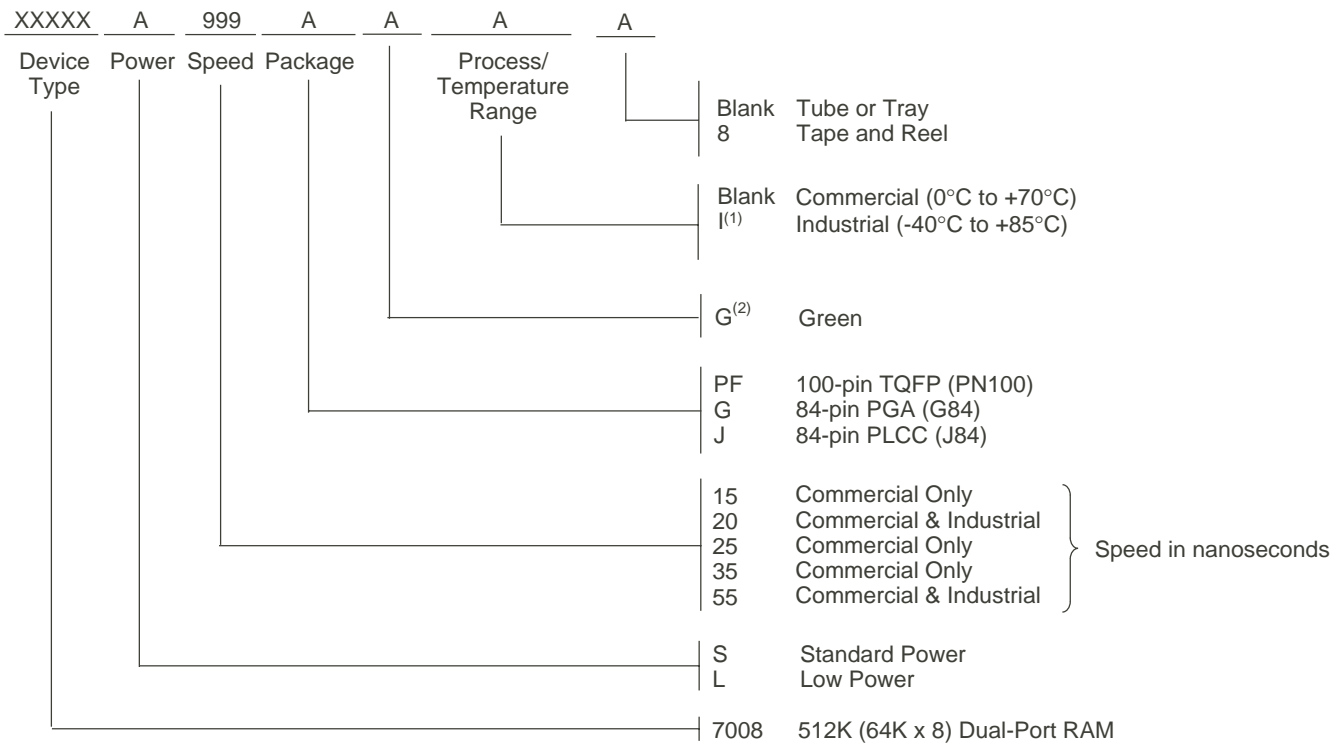 XXXXX A 999 A A A A
Device Type Power Speed Package Process/ Temperature Range
Blank Tube or Tray
8 Tape and Reel
Blank Commercial (0°C to +70°C)
I(1) Industrial (-40°C to +85°C)
G(2) Green
PF 100-pin TQFP (PN100)
G 84-pin PGA (G84)
J 84-pin PLCC (J84)
15 Commercial Only
20 Commercial & Industrial
25 Commercial Only
35 Commercial Only
55 Commercial & Industrial
Speed in nanoseconds
S Standard Power
L Low Power
7008 512K (64K x 8) Dual-Port RAM